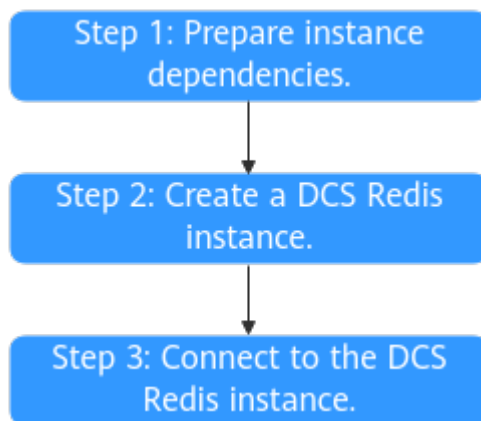 Step 1: Prepare instance
dependencies.
Step 2: Create a DCS Redis
instance.
Step 3: Connect to the DCS
Redis instance.